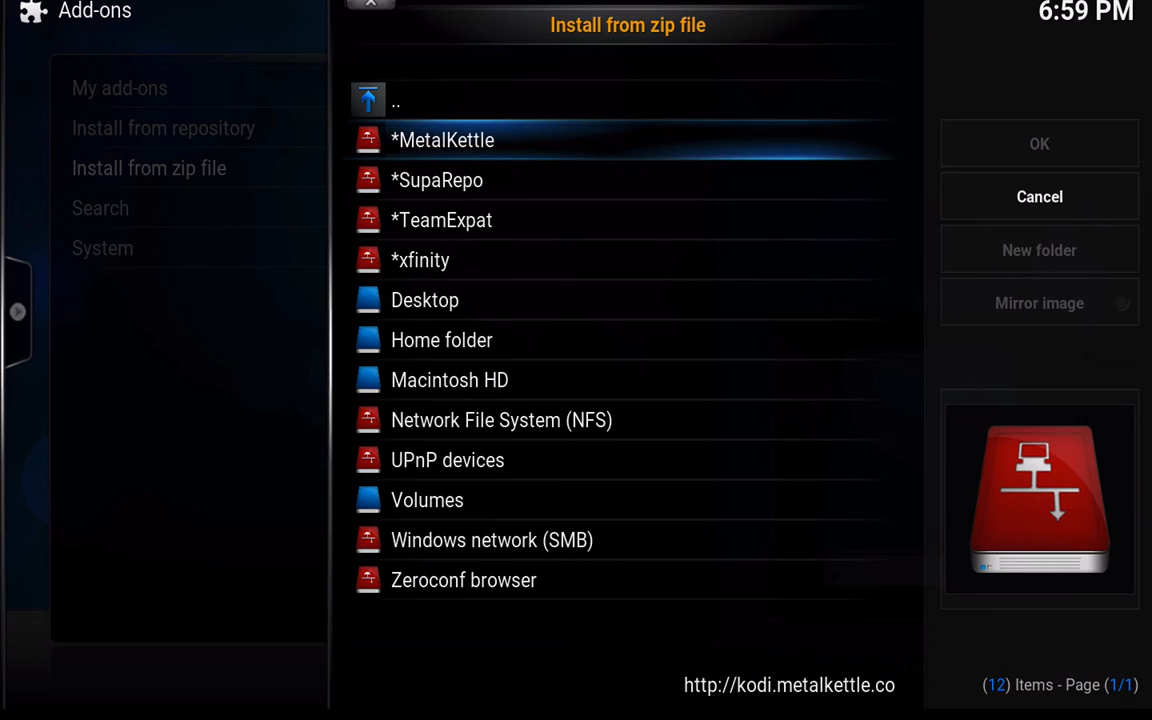 Add-ons
Install from zip file
6:59 PM
My add-ons
Install from repository
Install from zip file
Search
System
..
*MetalKettle
*SupaRepo
*TeamExpat
*xfinity
Desktop
Home folder
Macintosh HD
Network File System (NFS)
UPnP devices
Volumes
Windows network (SMB)
Zeroconf browser
OK
Cancel
New folder
Mirror image
http://kodi.metalkettle.co
(12) Items - Page (1/1)